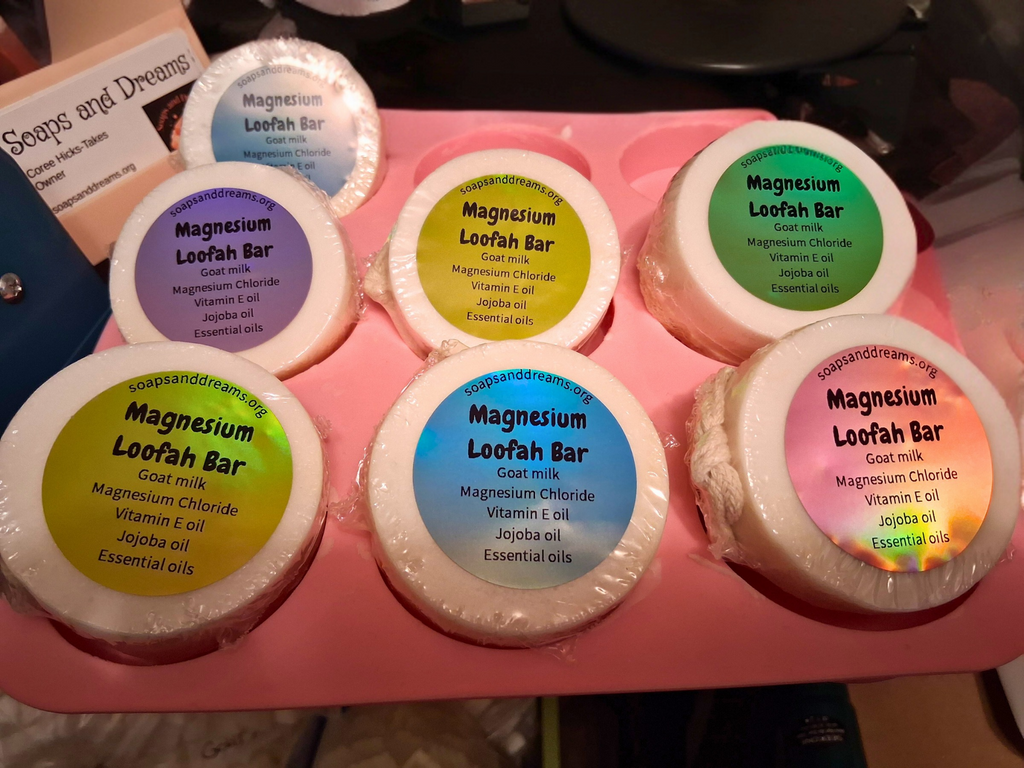 Soaps and Dreams
Coree Hicks-Takes
Owner
soapsanddreams.org
soapsanddreams
Magnesium
Loofah Bar
Goat milk
Magnesium Chloride
E oil
soapsanddreams.org
Magnesium
Loofah Bar
Goat milk
Magnesium Chloride
Vitamin E oil
Jojoba oil
Essential oils
soapsanddreams.org
Magnesium
Loofah Bar
Goat milk
Magnesium Chloride
Vitamin E oil
Jojoba oil
Essential oils
Magnesium
Loofah Bar
Goat milk
Magnesium Chloride
Vitamin E oil
Jojoba oil
Essential oils
soapsanddreams.org
Magnesium
Loofah Bar
Goat milk
Magnesium Chloride
Vitamin E oil
Jojoba oil
Essential oils
soapsanddreams.org
Magnesium
Loofah Bar
Goat milk
Magnesium Chloride
Vitamin E oil
Jojoba oil
Essential oils
soapsanddreams.org
Magnesium
Loofah Bar
Goat milk
Magnesium Chloride
Vitamin E oil
Jojoba oil
Essential oils